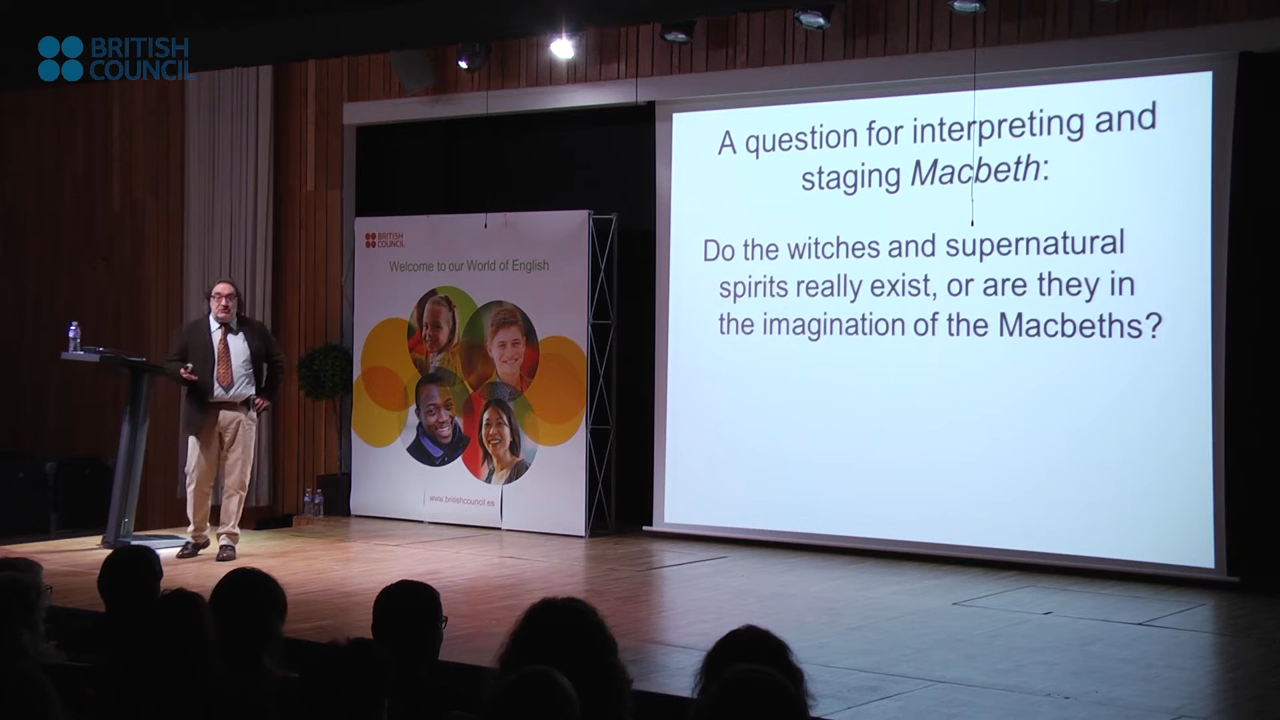 BRITISH
COUNCIL
A question for interpreting and
staging Macbeth:
Do the witches and supernatural
spirits really exist, or are they in
the imagination of the Macbeths?
BRITISH
COUNCIL
Welcome to our World of English
www.britishcouncil.es